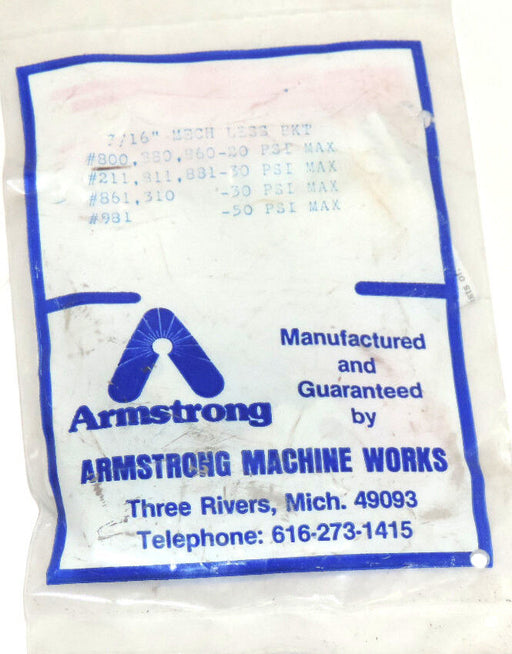 7/16" MECH LESS BKT
#800,880,860-20 PSI MAX
#211,811,881-30 PSI MAX
#861,310 -30 PSI MAX
#981 -50 PSI MAX
Armstrong
Manufactured
and
Guaranteed
by
ARMSTRONG MACHINE WORKS
Three Rivers, Mich. 49093
Telephone: 616-273-1415